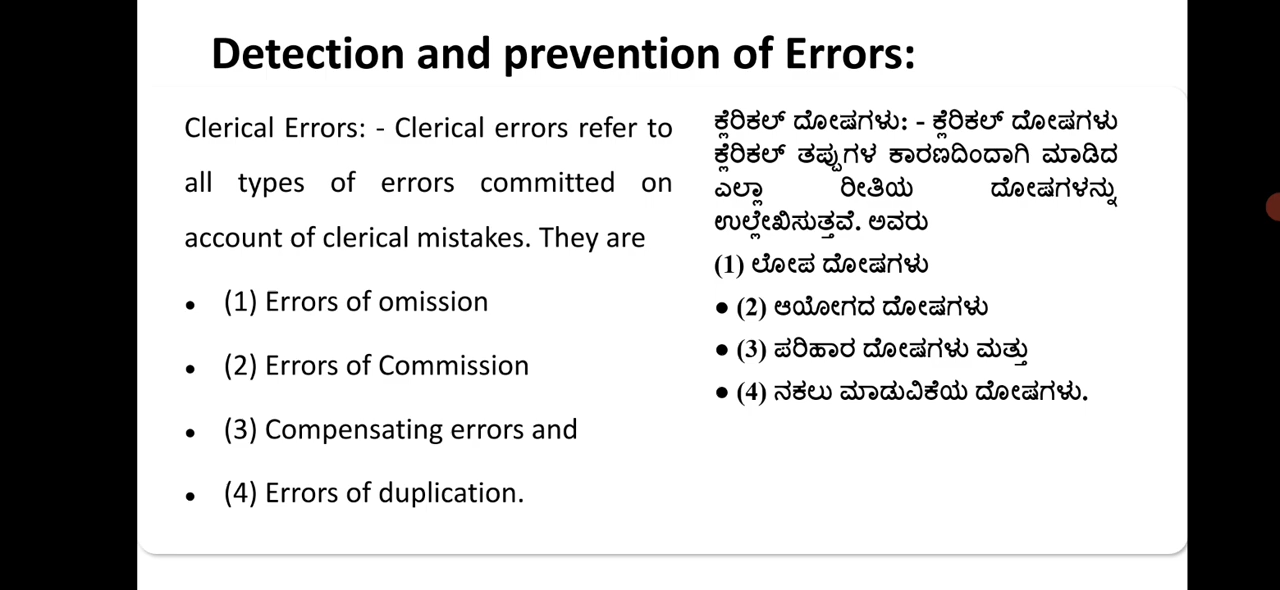 Detection and prevention of Errors:
Clerical Errors: - Clerical errors refer to
all types of errors committed on
account of clerical mistakes. They are
• (1) Errors of omission
• (2) Errors of Commission
• (3) Compensating errors and
• (4) Errors of duplication.
ಕ್ಲೆರಿಕಲ್ ದೋಷಗಳು: - ಕ್ಲೆರಿಕಲ್ ದೋಷಗಳು
ಕ್ಲೆರಿಕಲ್ ತಪ್ಪುಗಳ ಕಾರಣದಿಂದಾಗಿ ಮಾಡಿದ
ಎಲ್ಲಾ ರೀತಿಯ ದೋಷಗಳನ್ನು
ಉಲ್ಲೇಖಿಸುತ್ತವೆ. ಅವರು
(1) ಲೋಪ ದೋಷಗಳು
• (2) ಆಯೋಗದ ದೋಷಗಳು
• (3) ಪರಿಹಾರ ದೋಷಗಳು ಮತ್ತು
• (4) ನಕಲು ಮಾಡುವಿಕೆಯ ದೋಷಗಳು.